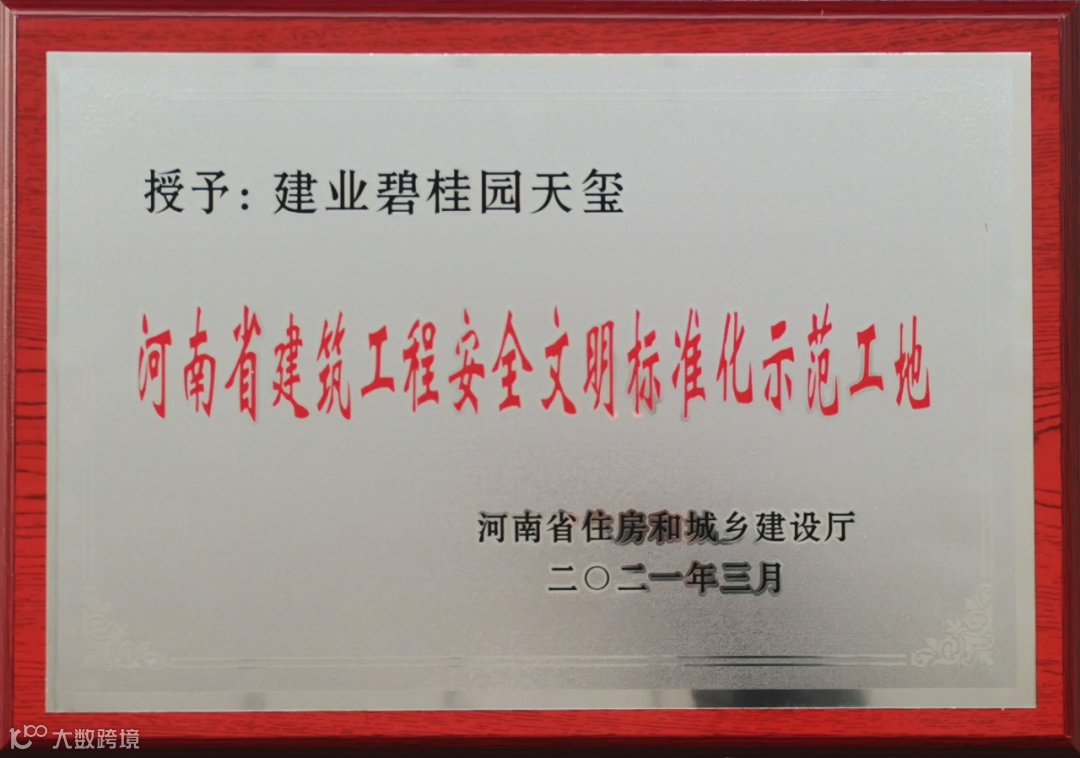 授予：建业碧桂园天玺
河南省建筑工程安全文明标准化示范工地
河南省住房和城乡建设厅
二〇二一年三月
大数跨境